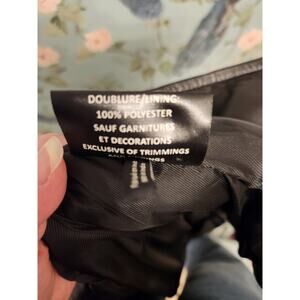 DOUBLURE/LINING:
100% POLYESTER
SAUF GARNITURES
ET DECORATIONS
EXCLUSIVE OF TRIMMINGS